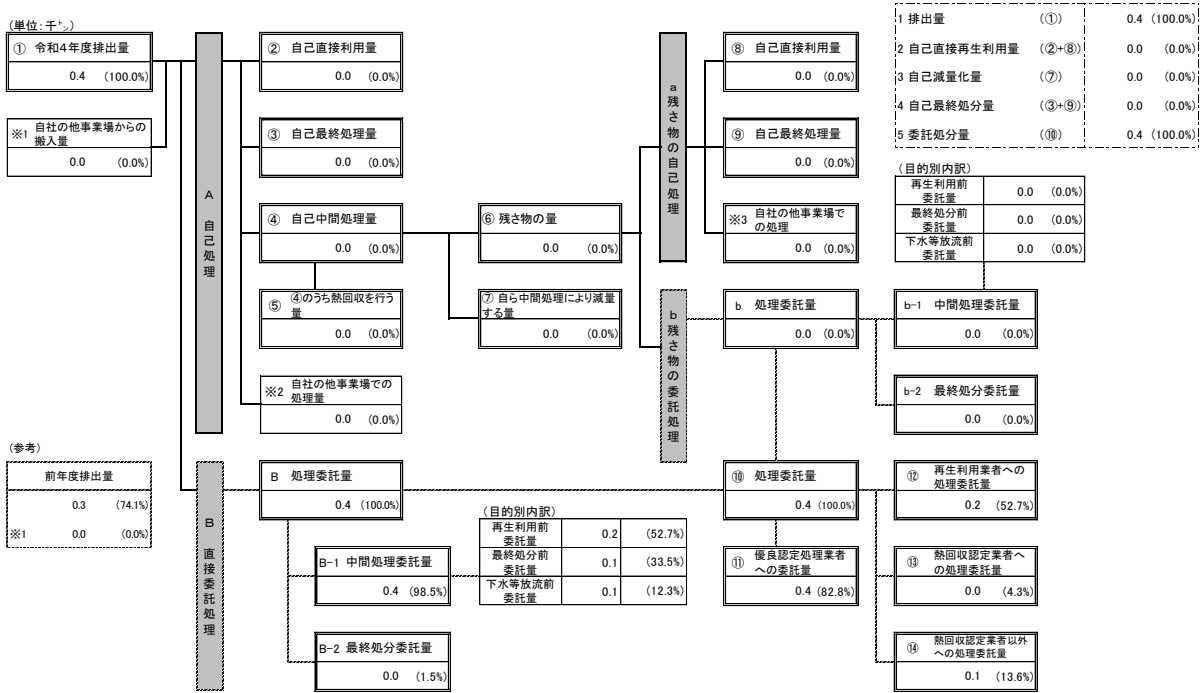 (単位:千㌧)
① 令和4年度排出量
0.4 (100.0%)
※1 自社の他事業場からの
搬入量
0.0 (0.0%)
A 自己処理
② 自己直接利用量
0.0 (0.0%)
③ 自己最終処理量
0.0 (0.0%)
④ 自己中間処理量
0.0 (0.0%)
⑤ ④のうち熱回収を行う
量
0.0 (0.0%)
※2 自社の他事業場での
処理量
0.0 (0.0%)
⑥ 残さ物の量
0.0 (0.0%)
⑦ 自ら中間処理により減量
する量
0.0 (0.0%)
a 残さ物の自己処理
⑧ 自己直接利用量
0.0 (0.0%)
⑨ 自己最終処理量
0.0 (0.0%)
※3 自社の他事業場で
の処理
0.0 (0.0%)
1 排出量 (①) 0.4 (100.0%)
2 自己直接再生利用量 (②+⑧) 0.0 (0.0%)
3 自己減量化量 (⑦) 0.0 (0.0%)
4 自己最終処分量 (③+⑨) 0.0 (0.0%)
5 委託処分量 (⑩) 0.4 (100.0%)
(目的別内訳)
再生利用前
委託量 0.0 (0.0%)
最終処分前
委託量 0.0 (0.0%)
下水等放流前
委託量 0.0 (0.0%)
b 残さ物の委託処理
b 処理委託量
0.0 (0.0%)
b-1 中間処理委託量
0.0 (0.0%)
b-2 最終処分委託量
0.0 (0.0%)
(参考)
前年度排出量
0.3 (74.1%)
※1 0.0 (0.0%)
B 直接委託処理
B 処理委託量
0.4 (100.0%)
B-1 中間処理委託量
0.4 (98.5%)
B-2 最終処分委託量
0.0 (1.5%)
(目的別内訳)
再生利用前
委託量 0.2 (52.7%)
最終処分前
委託量 0.1 (33.5%)
下水等放流前
委託量 0.1 (12.3%)
⑩ 処理委託量
0.4 (100.0%)
⑪ 優良認定処理業者
への委託量
0.4 (82.8%)
⑫ 再生利用業者への
処理委託量
0.2 (52.7%)
⑬ 熱回収認定業者へ
の処理委託量
0.0 (4.3%)
⑭ 熱回収認定業者以外
への処理委託量
0.1 (13.6%)